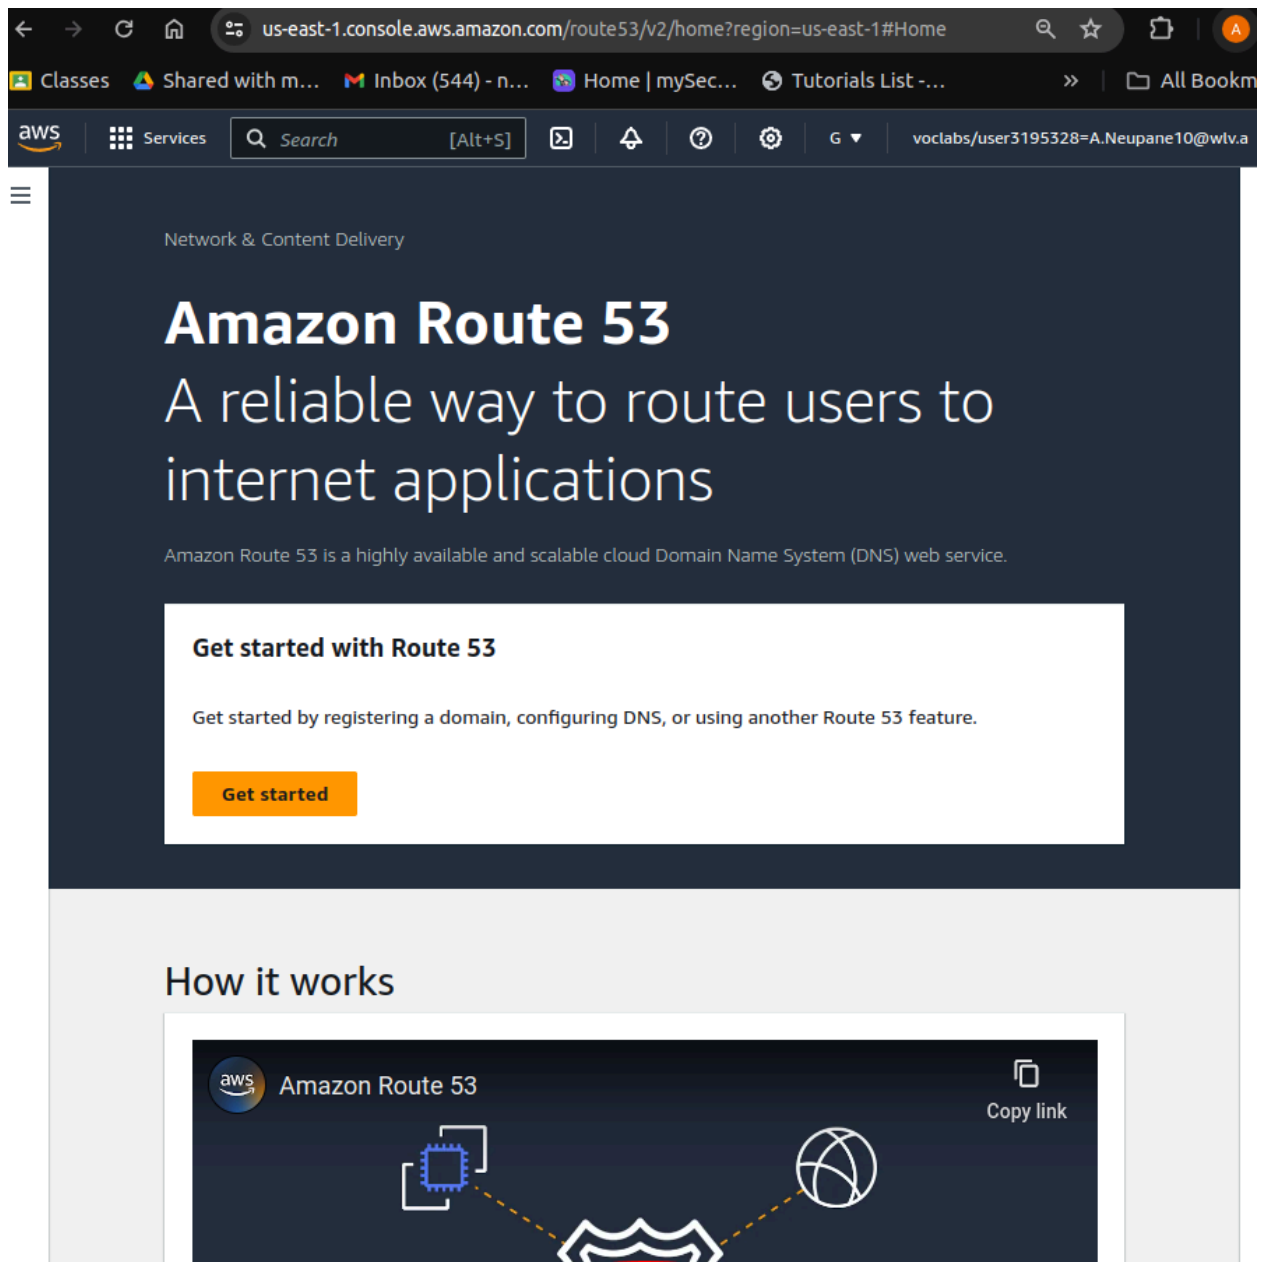 us-east-1.console.aws.amazon.com/route53/v2/home?region=us-east-1#Home
A
Classes
Shared with m...
Inbox (544) - n...
Home | mySec...
Tutorials List -...
»
All Bookm
aws
Services
Search
[Alt+S]
G
voclabs/user3195328=A.Neupane10@wlv.a
Network & Content Delivery
Amazon Route 53
A reliable way to route users to
internet applications
Amazon Route 53 is a highly available and scalable cloud Domain Name System (DNS) web service.
Get started with Route 53
Get started by registering a domain, configuring DNS, or using another Route 53 feature.
Get started
How it works
aws
Amazon Route 53
Copy link